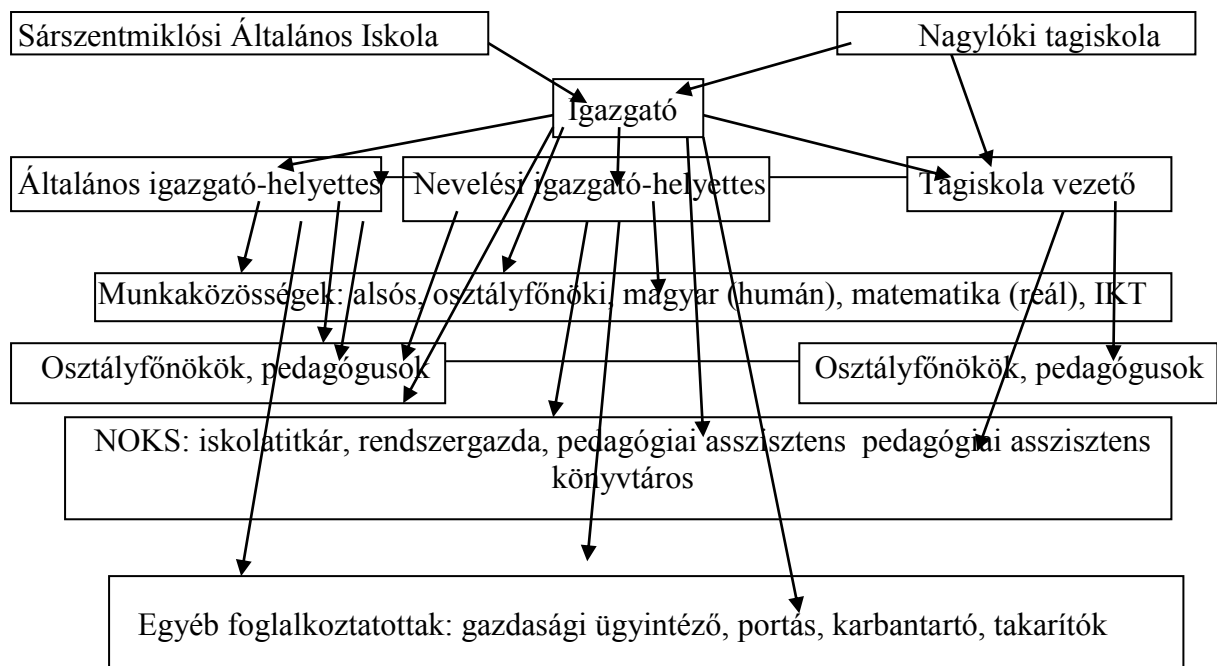 Sárszentmiklósi Általános Iskola
Nagylóki tagiskola
Igazgató
Általános igazgató-helyettes
Nevelési igazgató-helyettes
Tagiskola vezető
Munkaközösségek: alsós, osztályfőnöki, magyar (humán), matematika (reál), IKT
Osztályfőnökök, pedagógusok
Osztályfőnökök, pedagógusok
NOKS: iskolatitkár, rendszergazda, pedagógiai asszisztens pedagógiai asszisztens
könyvtáros
Egyéb foglalkoztatottak: gazdasági ügyintéző, portás, karbantartó, takarítók